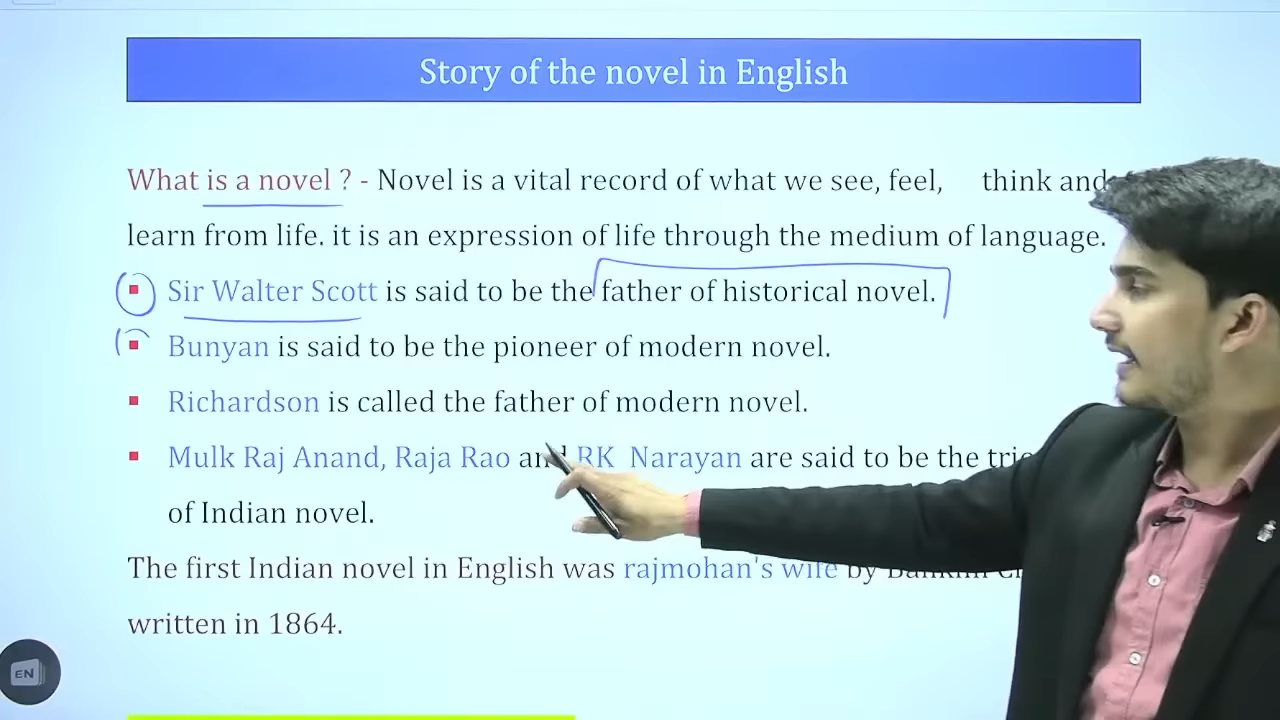 Story of the novel in English
What is a novel ? - Novel is a vital record of what we see, feel, think and
learn from life. it is an expression of life through the medium of language.
Sir Walter Scott is said to be the father of historical novel.
Bunyan is said to be the pioneer of modern novel.
Richardson is called the father of modern novel.
Mulk Raj Anand, Raja Rao and RK Narayan are said to be the
of Indian novel.
The first Indian novel in English was rajmohan's wife by
written in 1864.
EN